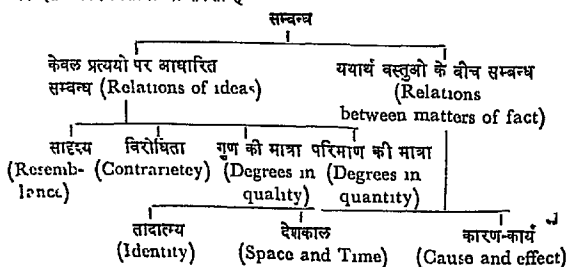 सम्बन्ध
केवल प्रत्ययो पर आधारित यथार्थ वस्तुओ के बीच सम्बन्ध
सम्बन्ध (Relations of ideas) (Relations
between matters of fact)
सादृश्य विरोधिता गुण की मात्रा परिमाण की मात्रा
(Resemb- (Contrarietey) (Degrees in (Degrees in
lance) quality) quantity)
तादात्म्य देशकाल कारण-कार्य
(Identity) (Space and Time) (Cause and effect)